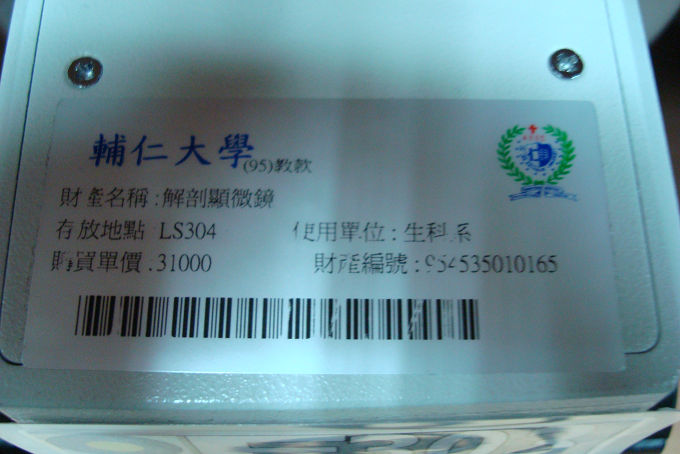 輔仁大學(95)教款
財產名稱:解剖顯微鏡
存放地點:LS304 使用單位:生科系
購買單價:31000 財產編號:954535010165